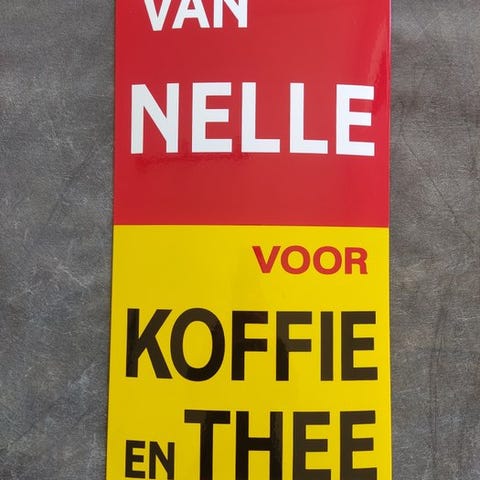 VAN
NELLE
VOOR
KOFFIE
EN THEE